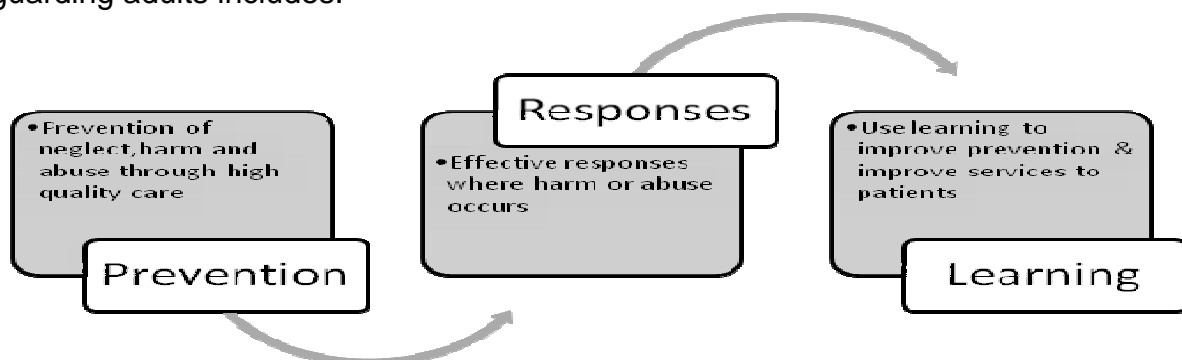 guarding adults includes:
•Prevention of
neglect,harm and
abuse through high
quality care
Prevention
Responses
•Effective responses
where harm or abuse
occurs
•Use learning to
improve prevention &
improve services to
patients
Learning